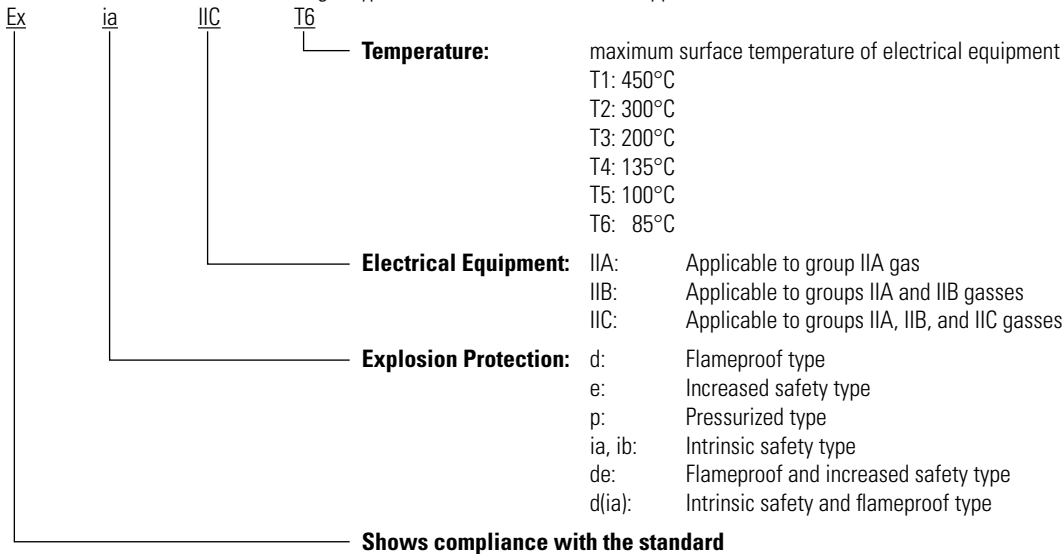 Ex ia IIC T6
Temperature: maximum surface temperature of electrical equipment
T1: 450°C
T2: 300°C
T3: 200°C
T4: 135°C
T5: 100°C
T6: 85°C
Electrical Equipment: IIA: Applicable to group IIA gas
IIB: Applicable to groups IIA and IIB gasses
IIC: Applicable to groups IIA, IIB, and IIC gasses
Explosion Protection: d: Flameproof type
e: Increased safety type
p: Pressurized type
ia, ib: Intrinsic safety type
de: Flameproof and increased safety type
d(ia): Intrinsic safety and flameproof type
Shows compliance with the standard